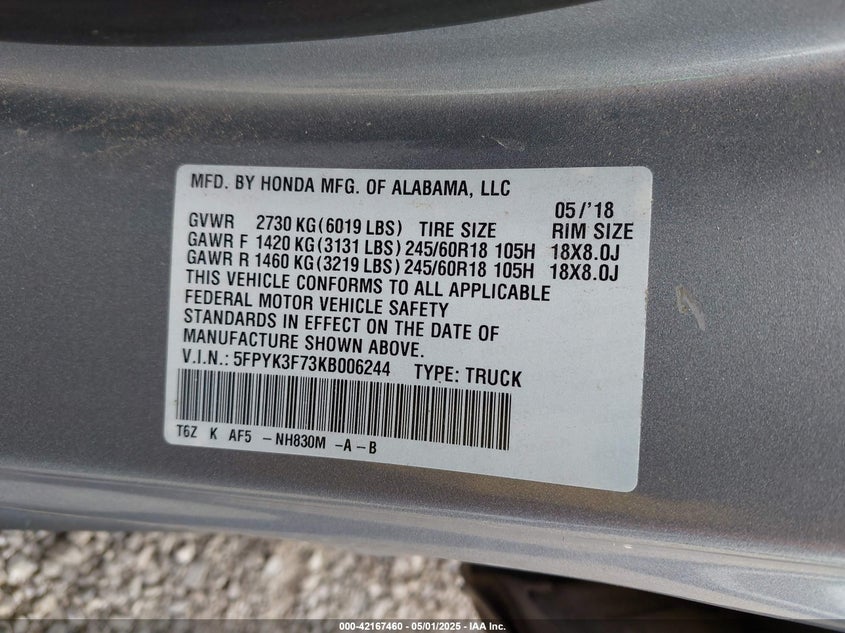 MFD. BY HONDA MFG. OF ALABAMA, LLC
05/'18
GVWR 2730 KG(6019 LBS) TIRE SIZE RIM SIZE
GAWR F 1420 KG(3131 LBS) 245/60R18 105H 18X8.0J
GAWR R 1460 KG(3219 LBS) 245/60R18 105H 18X8.0J
THIS VEHICLE CONFORMS TO ALL APPLICABLE
FEDERAL MOTOR VEHICLE SAFETY
STANDARDS IN EFFECT ON THE DATE OF
MANUFACTURE SHOWN ABOVE.
V.I.N.: 5FPYK3F73KB006244 TYPE: TRUCK
T6Z K AF5 -NH830M -A-B
000-42167460 - 05/01/2025 - IAA Inc.